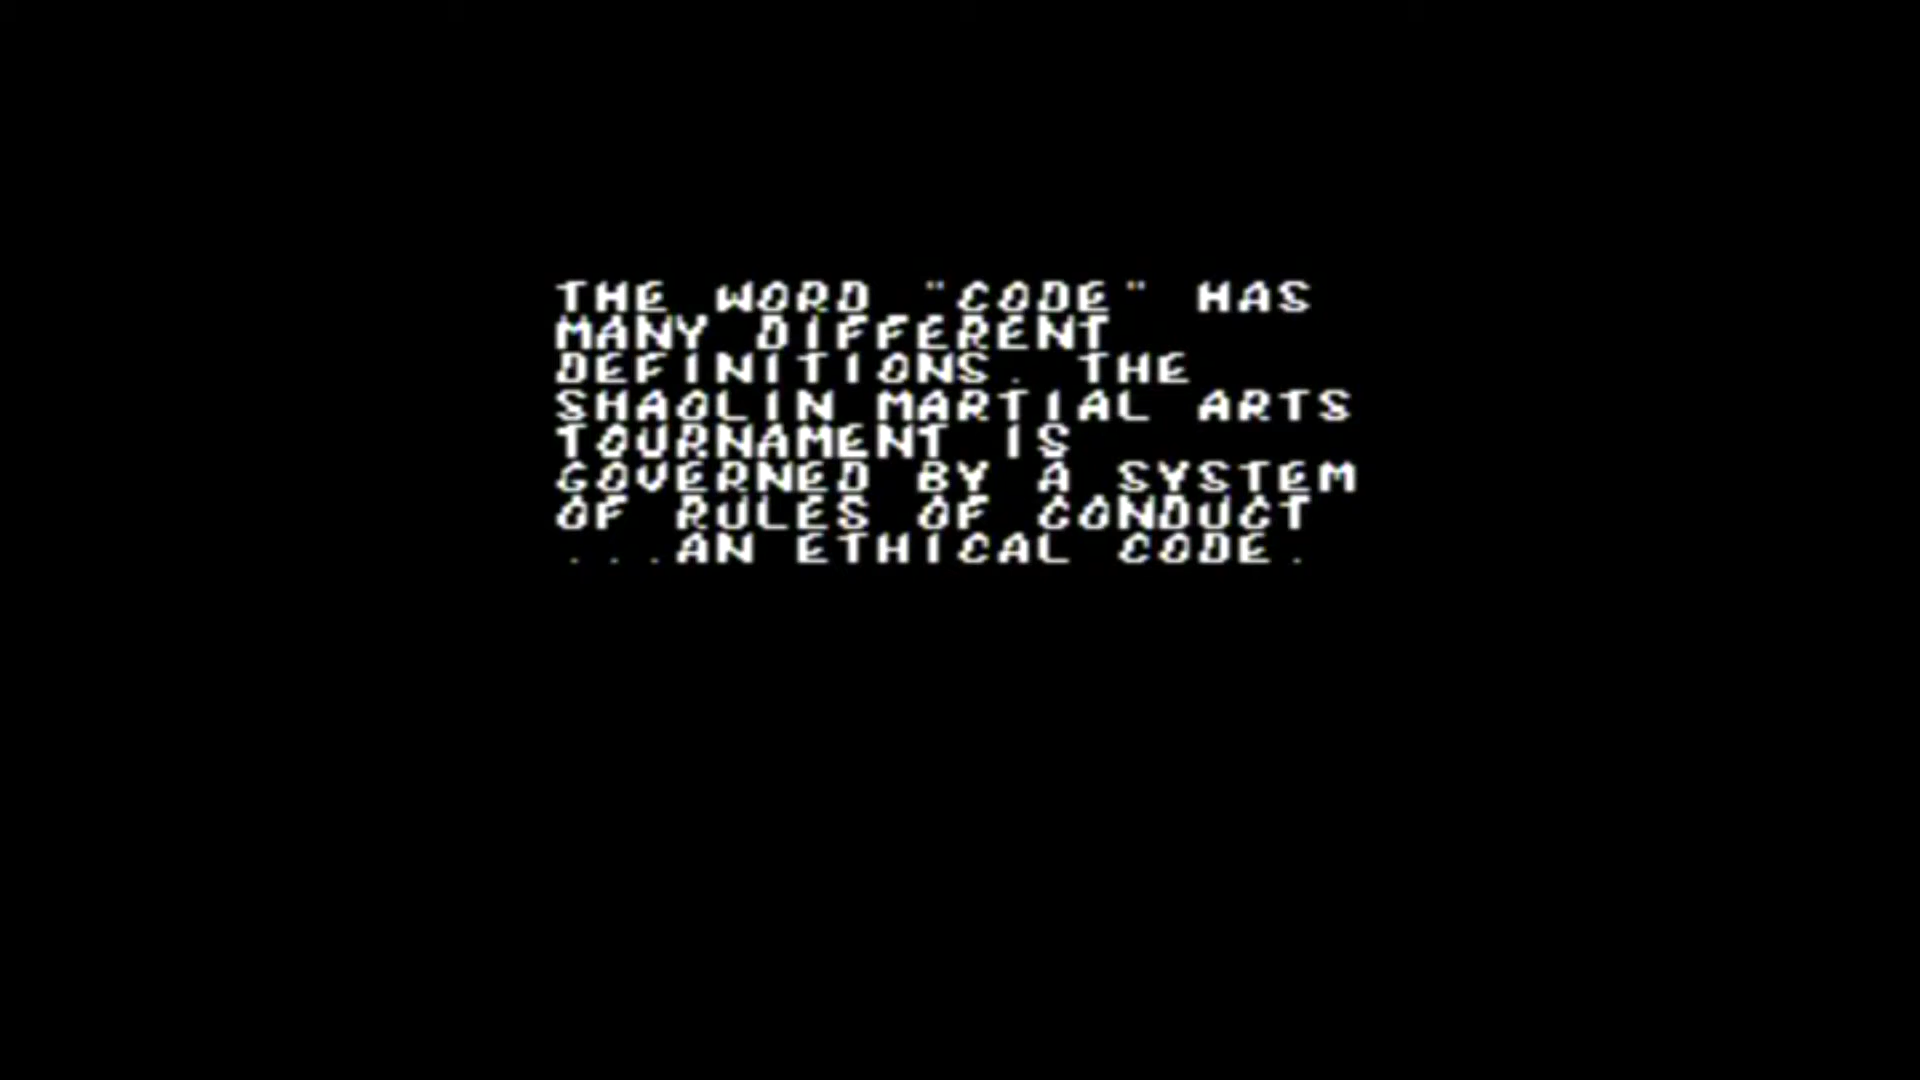 THE WORD "CODE" HAS
MANY DIFFERENT
DEFINITIONS. THE
SHAOLIN MARTIAL ARTS
TOURNAMENT IS
GOVERNED BY A SYSTEM
OF RULES OF CONDUCT
...AN ETHICAL CODE.